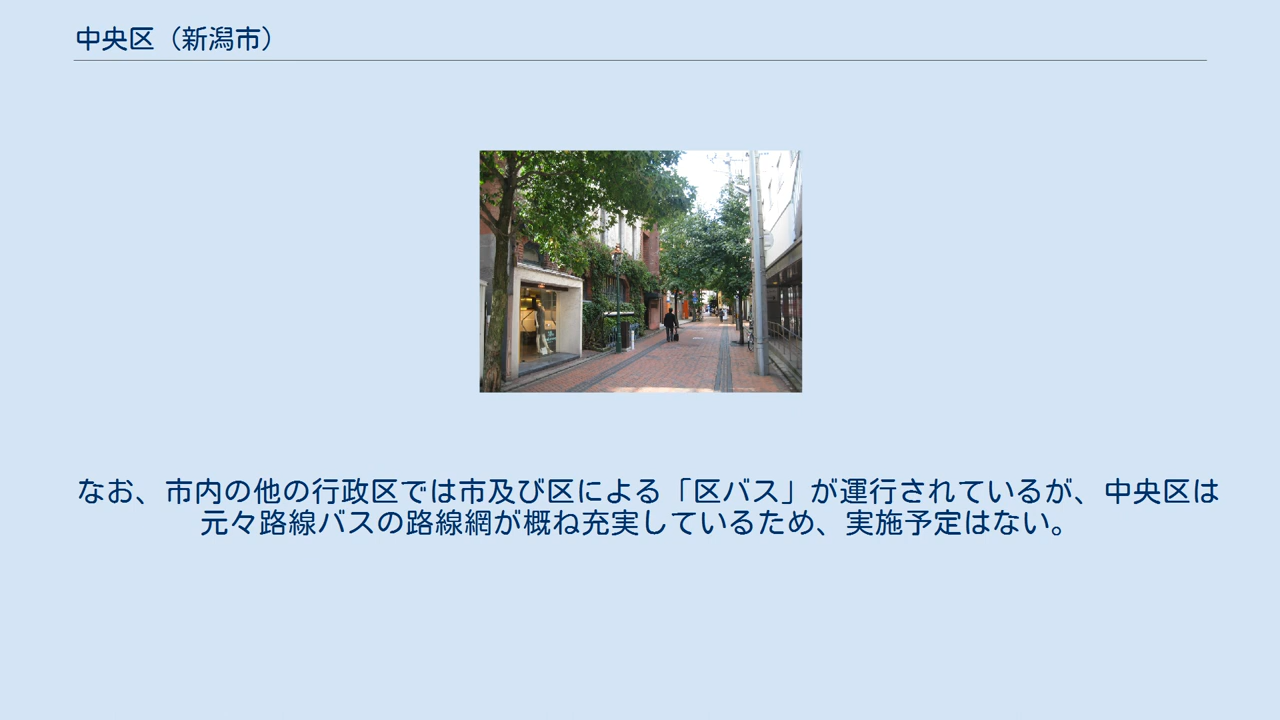 中央区（新潟市）
なお、市内の他の行政区では市及び区による「区バス」が運行されているが、中央区は
元々路線バスの路線網が概ね充実しているため、実施予定はない。